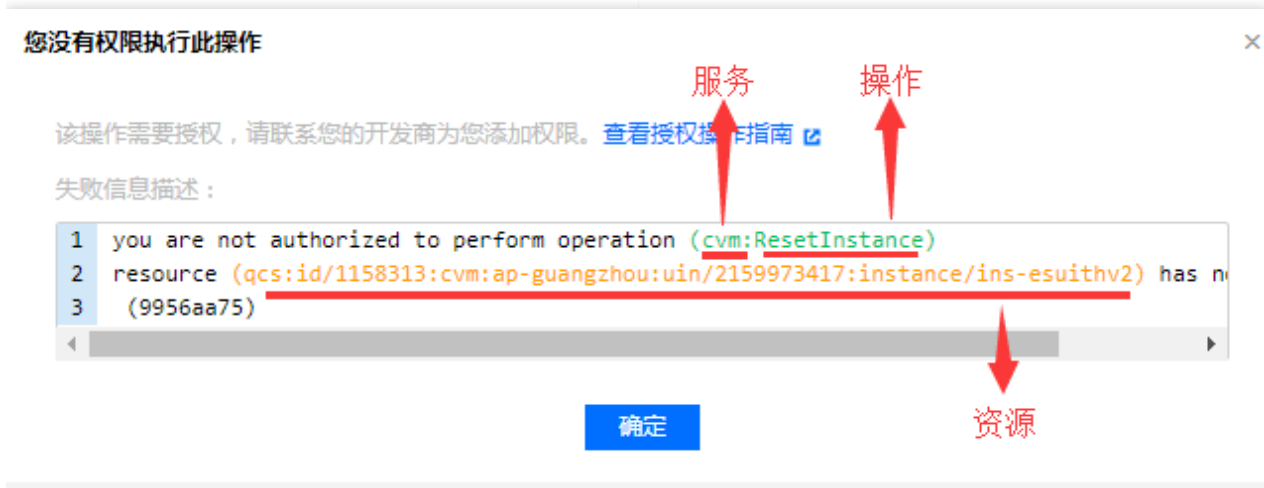 您没有权限执行此操作
服务 操作
该操作需要授权，请联系您的开发商为您添加权限。查看授权操作指南
失败信息描述：
1 you are not authorized to perform operation (cvm:ResetInstance)
2 resource (qcs:id/1158313:cvm:ap-guangzhou:uin/2159973417:instance/ins-esuithv2) has
3 (9956aa75)
确定
资源